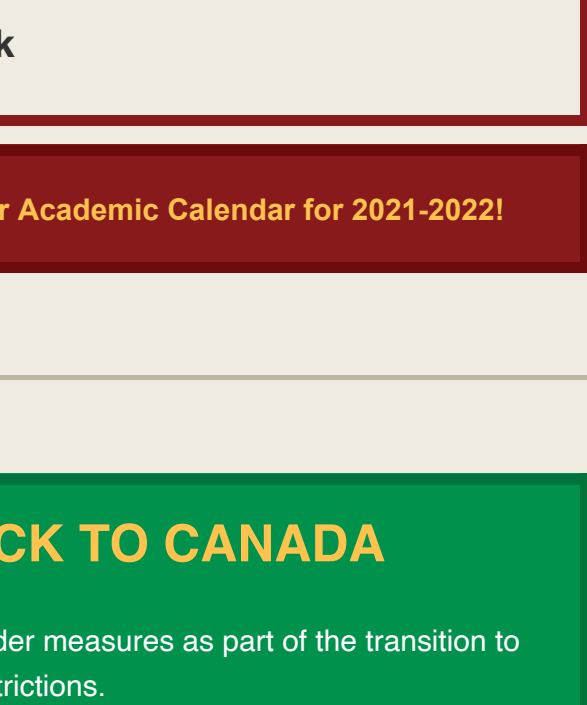 k
r Academic Calendar for 2021-2022!
CK TO CANADA
der measures as part of the transition to
trictions.